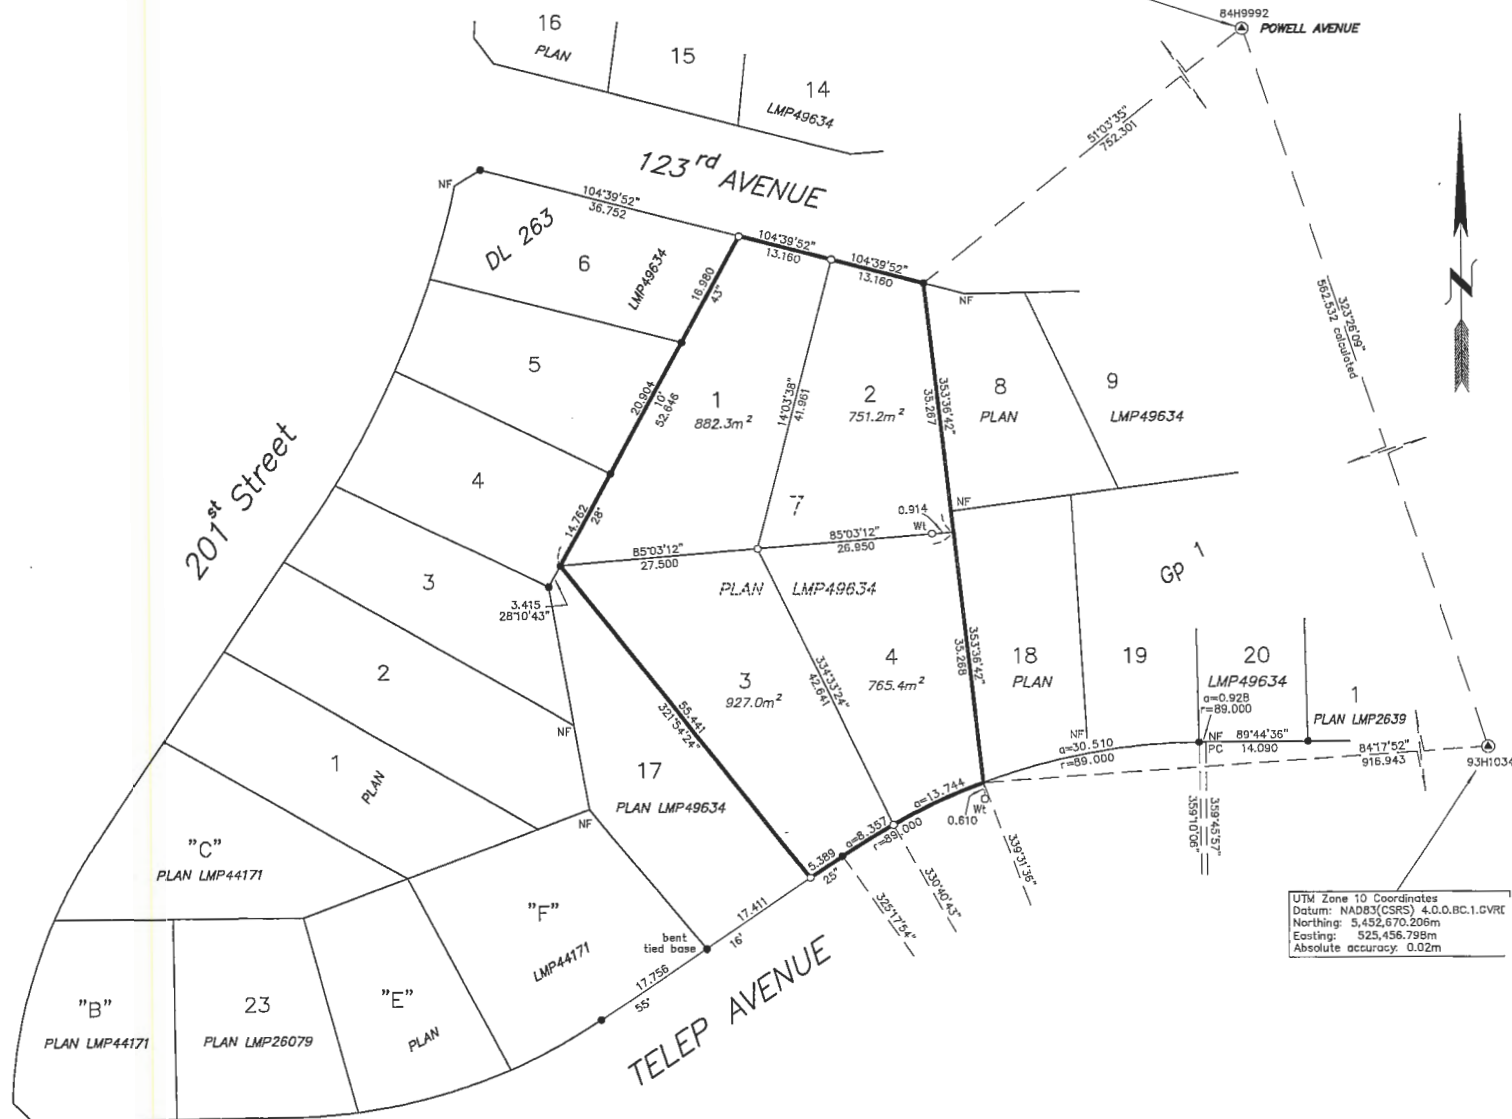 84H9992
POWELL AVENUE
16
PLAN
15
14
LMP49634
123rd AVENUE
51°03'35"
752.301
NF
104°39'52"
36.752
DL 263
6
LMP49634
104°39'52"
13.160
104°39'52"
13.160
NF
16.980
43"
323°26'09"
562.532 calculated
5
20.904
10'
52.646
1
882.3m²
14°03'38"
41.961
2
751.2m²
353°36'42"
35.267
8
PLAN
9
LMP49634
201st Street
4
14.762
28°
7
0.914
Wt
NF
85°03'12"
27.500
85°03'12"
26.950
PLAN LMP49634
GP 1
3
3.415
28°10'43"
2
NF
55.441
321°54'24"
3
927.0m²
334°33'24"
42.641
4
765.4m²
353°36'42"
35.268
18
PLAN
19
20
LMP49634
a=0.928
r=89.000
1
PLAN LMP2639
NF
a=30.510
r=89.000
NF
PC
89°44'36"
14.090
84°17'52"
916.943
93H1034
1
PLAN
17
PLAN LMP49634
NF
a=13.744
Wt
0.610
a=8.357
r=89.000
5.389
25"
359°10'06"
359°45'57"
339°31'36"
330°40'43"
325°17'54"
"C"
PLAN LMP44171
"F"
LMP44171
17.411
16'
bent
tied base
17.756
55'
TELEP AVENUE
"B"
PLAN LMP44171
23
PLAN LMP26079
"E"
PLAN
UTM Zone 10 Coordinates
Datum: NAD83(CSRS) 4.0.0.BC.1.GVRD
Northing: 5,452,670.206m
Easting: 525,456.798m
Absolute accuracy: 0.02m